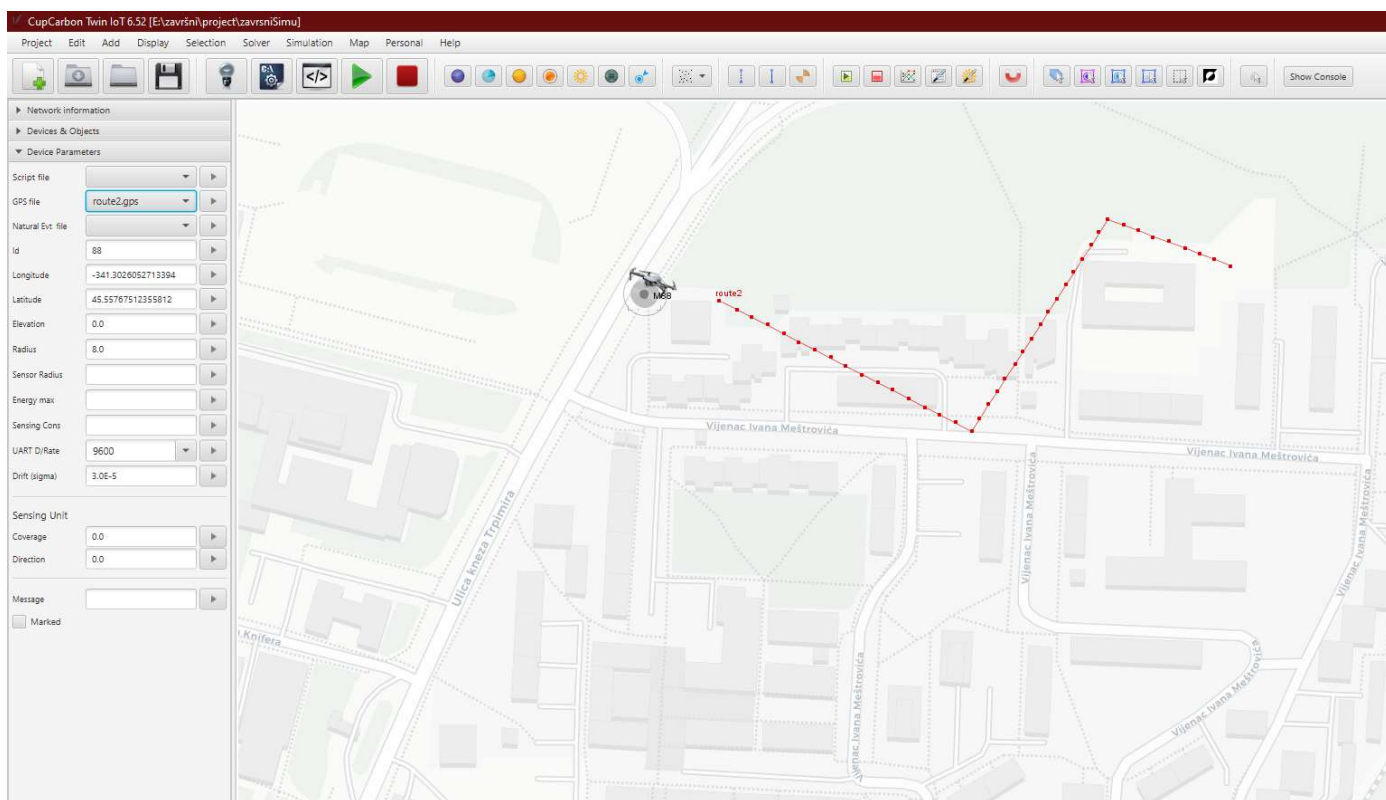 CupCarbon Twin IoT 6.52 [E:\završni\project\zavrsniSimu]
Project Edit Add Display Selection Solver Simulation Map Personal Help
Show Console
Network information
Devices & Objects
Device Parameters
Script file
GPS file route2.gps
Natural Evt file
Id 88
Longitude -341.3026052713394
Latitude 45.55767512355812
Elevation 0.0
Radius 8.0
Sensor Radius
Energy max
Sensing Cons
UART D/Rate 9600
Drift (sigma) 3.0E-5
Sensing Unit
Coverage 0.0
Direction 0.0
Message
Marked
M88
route2
Vijenac Ivana Meštrovića
Vijenac Ivana Meštrovića
Ulica kneza Trpimira
Vijenac Ivana Meštrovića
Vijenac Ivana Meštrovića
Knifera
Vijenac Ivana Meštrovića
Vijenac Ivana Meštrovića